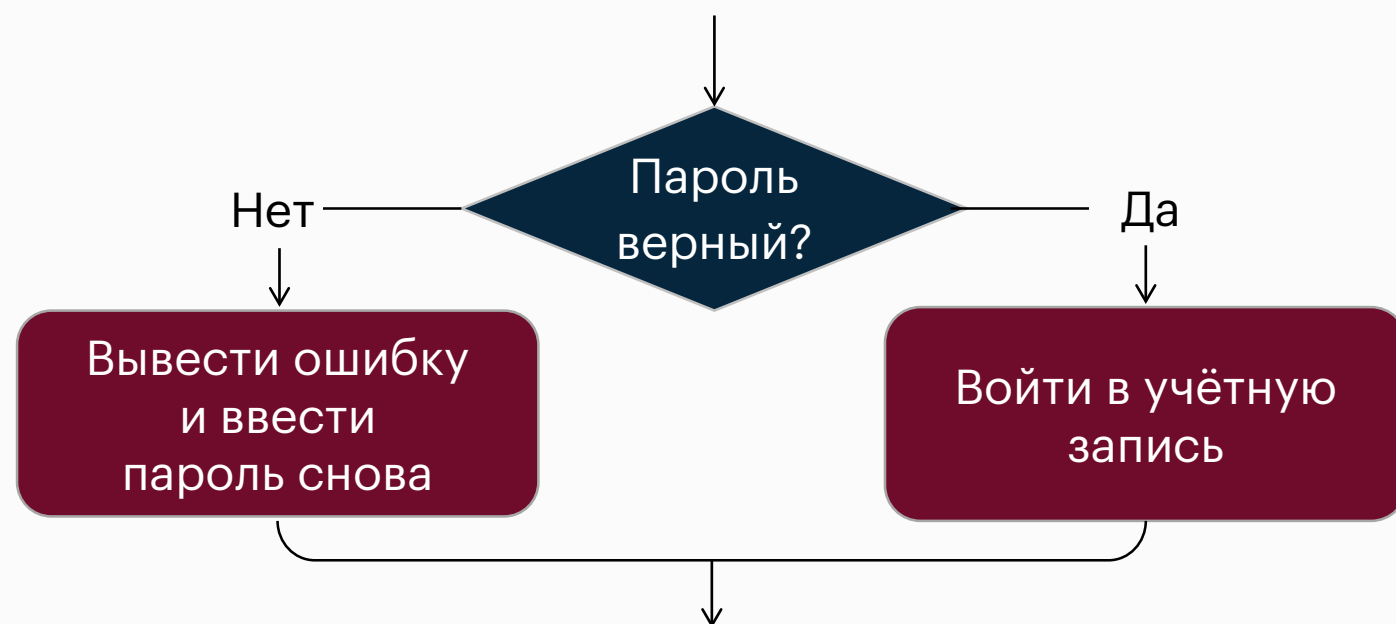 Пароль
верный?
Нет
Да
Вывести ошибку
и ввести
пароль снова
Войти в учётную
запись